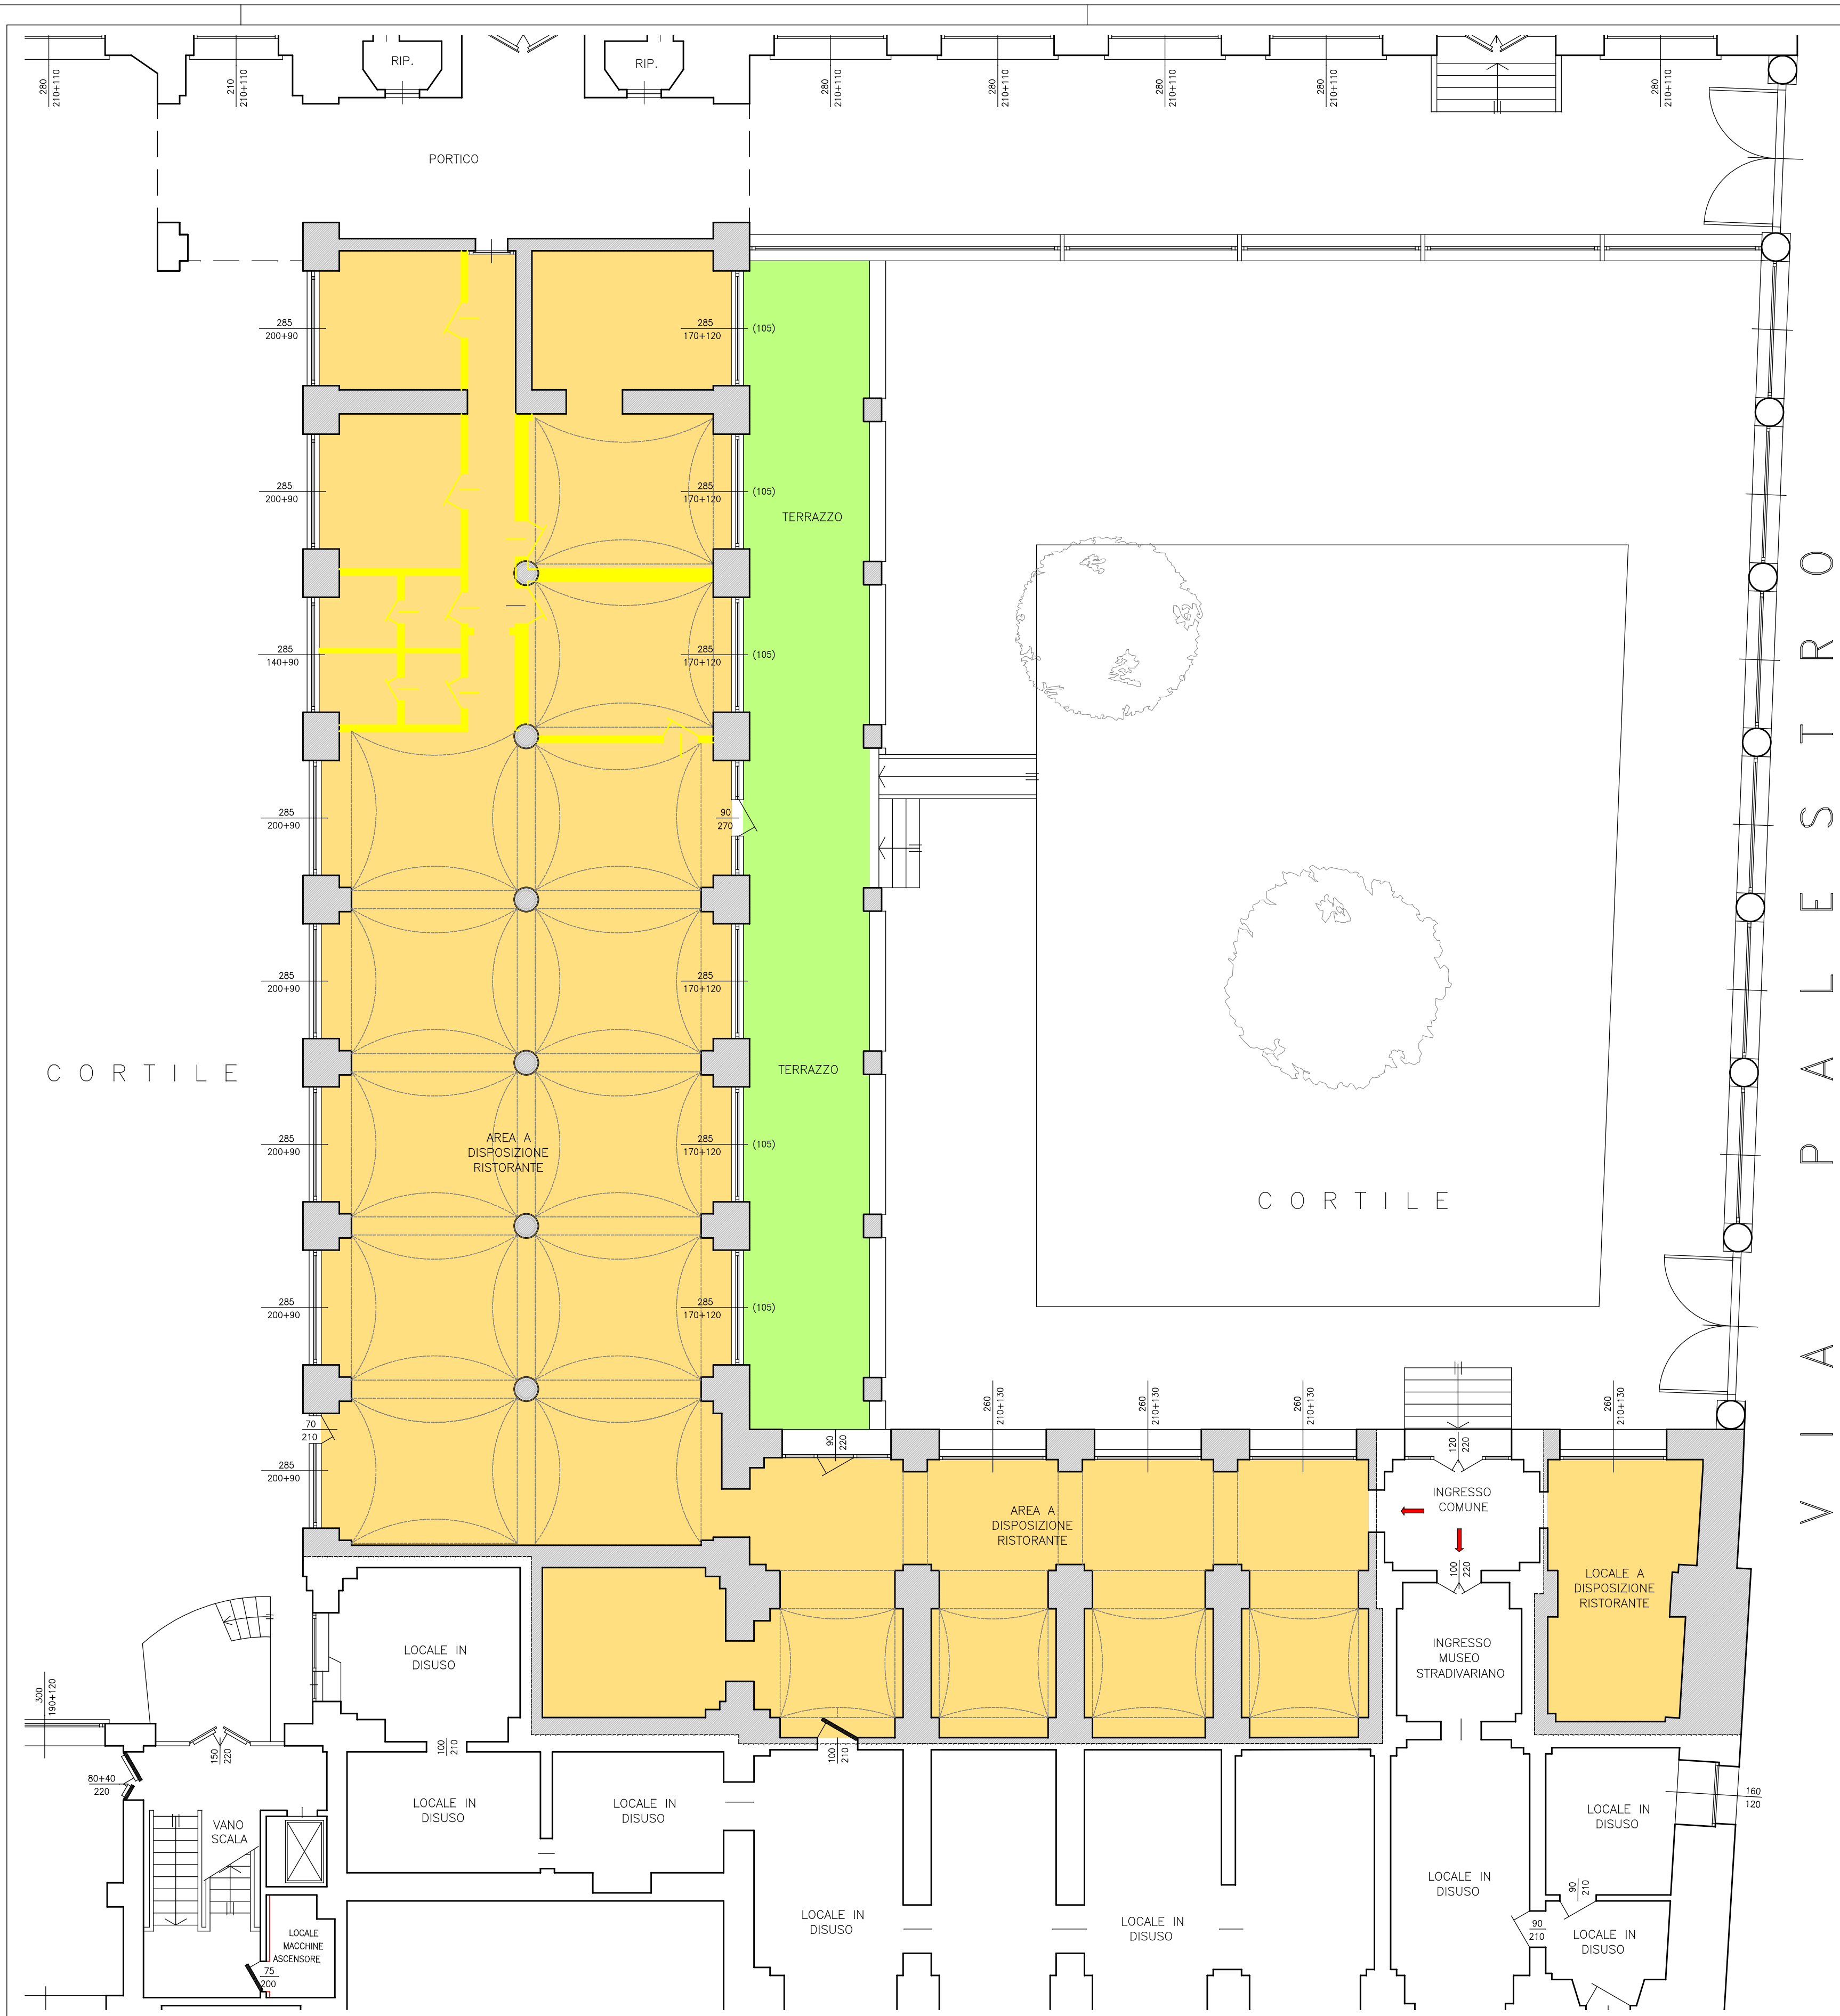 280
210+110
210
210+110
RIP.
RIP.
280
210+110
280
210+110
280
210+110
280
210+110
280
210+110
PORTICO
285
200+90
285
170+120
(105)
285
200+90
285
170+120
(105)
TERRAZZO
285
140+90
285
170+120
(105)
285
200+90
90
270
285
200+90
285
170+120
CORTILE
TERRAZZO
285
200+90
AREA A
DISPOSIZIONE
RISTORANTE
285
170+120
(105)
CORTILE
VIA PALESTRO
285
200+90
285
170+120
(105)
70
210
285
200+90
90
220
260
210+130
260
210+130
260
210+130
120
220
260
210+130
AREA A
DISPOSIZIONE
RISTORANTE
INGRESSO
COMUNE
100
220
LOCALE A
DISPOSIZIONE
RISTORANTE
LOCALE IN
DISUSO
INGRESSO
MUSEO
STRADIVARIANO
300
190+120
150
220
100
210
100
210
80+40
220
160
120
VANO
SCALA
LOCALE IN
DISUSO
LOCALE IN
DISUSO
LOCALE IN
DISUSO
LOCALE IN
DISUSO
90
210
LOCALE IN
DISUSO
LOCALE IN
DISUSO
90
210
LOCALE IN
DISUSO
LOCALE
MACCHINE
ASCENSORE
75
200